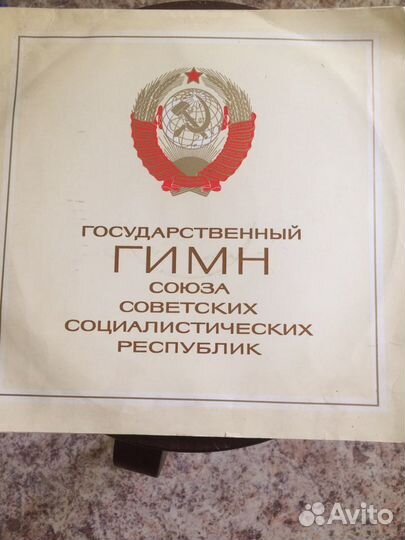 ГОСУДАРСТВЕННЫЙ
ГИМН
СОЮЗА
СОВЕТСКИХ
СОЦИАЛИСТИЧЕСКИХ
РЕСПУБЛИК
Avito